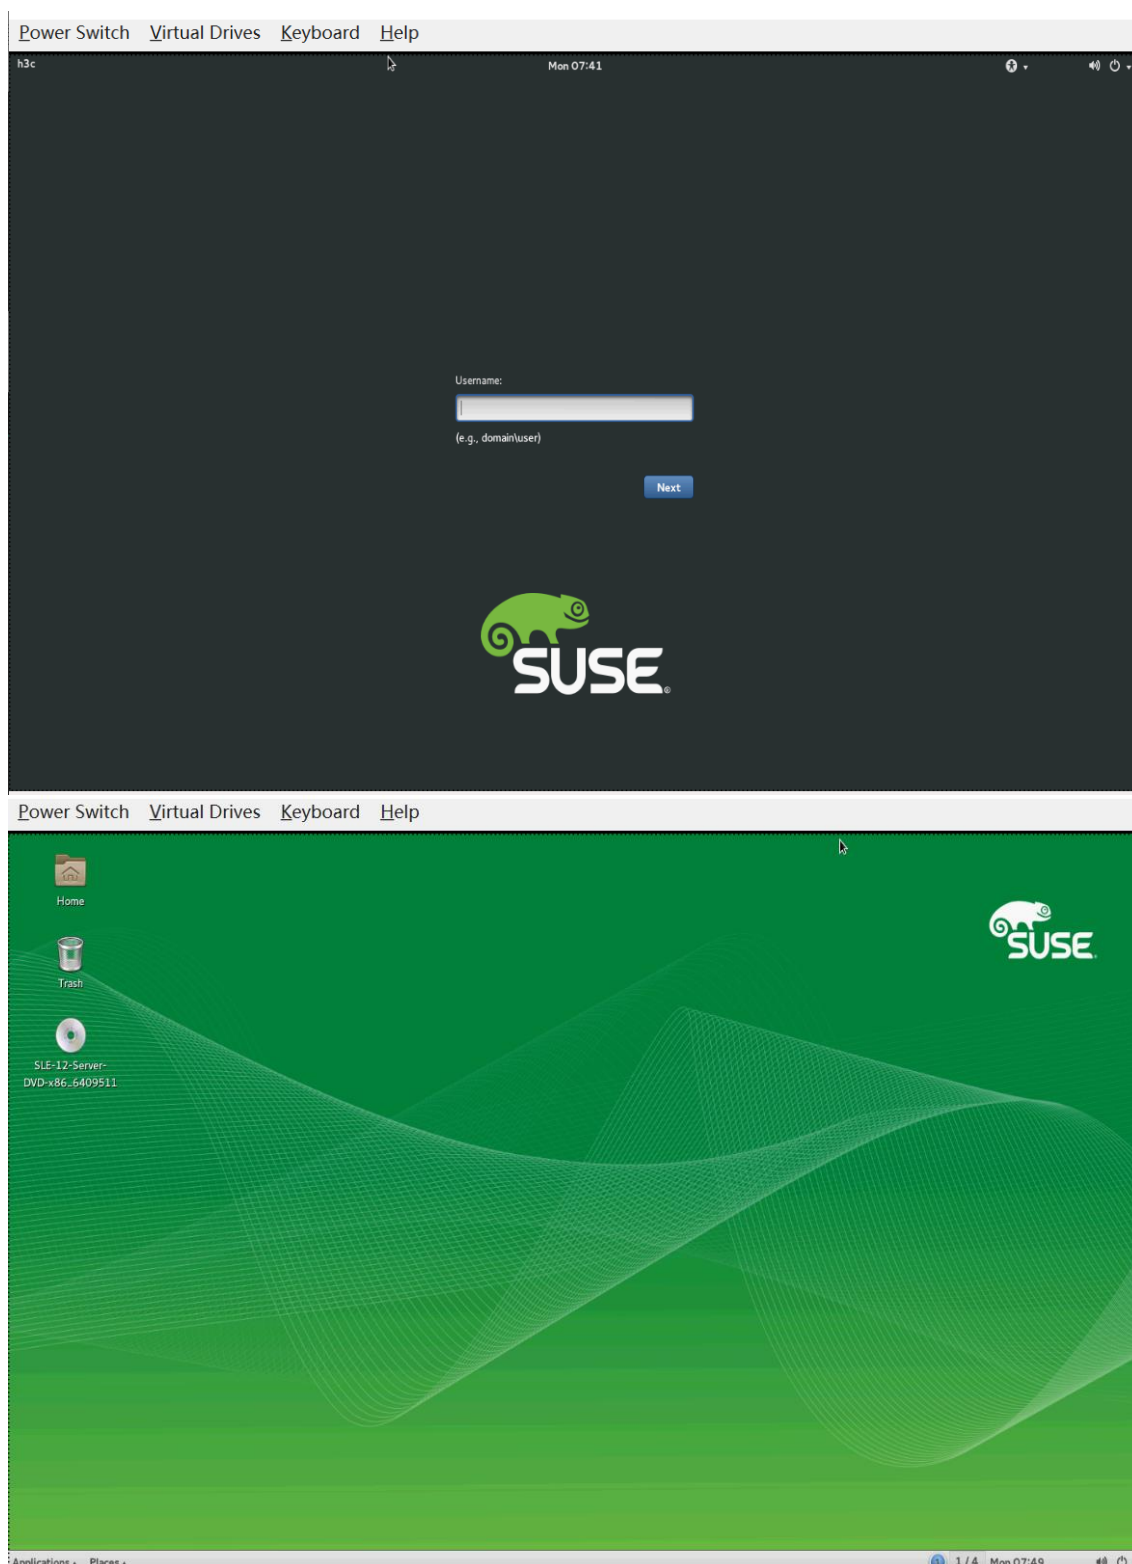 Power Switch Virtual Drives Keyboard Help
h3c Mon 07:41
Username:
(e.g., domain\user)
Next
SUSE
Power Switch Virtual Drives Keyboard Help
Home
SUSE
Trash
SLE-12-Server-
DVD-x86_6409511
Applications Places 1 1 / 4 Mon 07:49